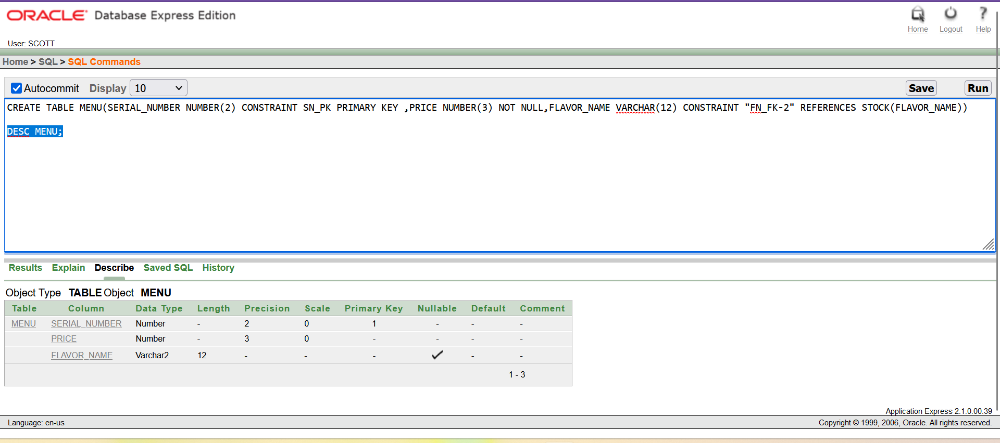 ORACLE Database Express Edition
Home Logout Help
User: SCOTT
Home > SQL > SQL Commands
Autocommit Display 10 Save Run
CREATE TABLE MENU(SERIAL_NUMBER NUMBER(2) CONSTRAINT SN_PK PRIMARY KEY ,PRICE NUMBER(3) NOT NULL,FLAVOR_NAME VARCHAR(12) CONSTRAINT "FN_FK-2" REFERENCES STOCK(FLAVOR_NAME))
DESC MENU;
Results Explain Describe Saved SQL History
Object Type TABLE Object MENU
Table Column Data Type Length Precision Scale Primary Key Nullable Default Comment
MENU SERIAL_NUMBER Number - 2 0 1 - - -
PRICE Number - 3 0 - - - -
FLAVOR_NAME Varchar2 12 - - - ✓ - -
1 - 3
Application Express 2.1.0.00.39
Language: en-us Copyright © 1999, 2006, Oracle. All rights reserved.